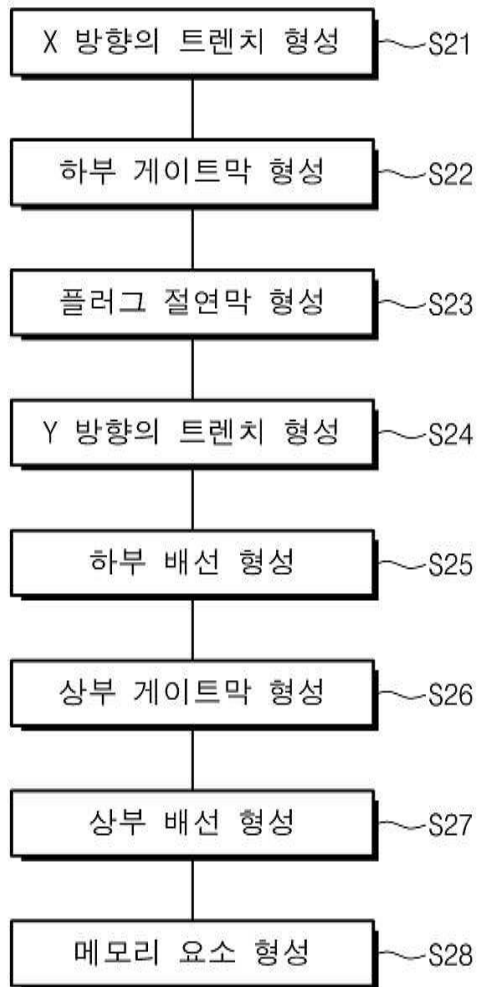 X 방향의 트렌치 형성 S21
하부 게이트막 형성 S22
플러그 절연막 형성 S23
Y 방향의 트렌치 형성 S24
하부 배선 형성 S25
상부 게이트막 형성 S26
상부 배선 형성 S27
메모리 요소 형성 S28